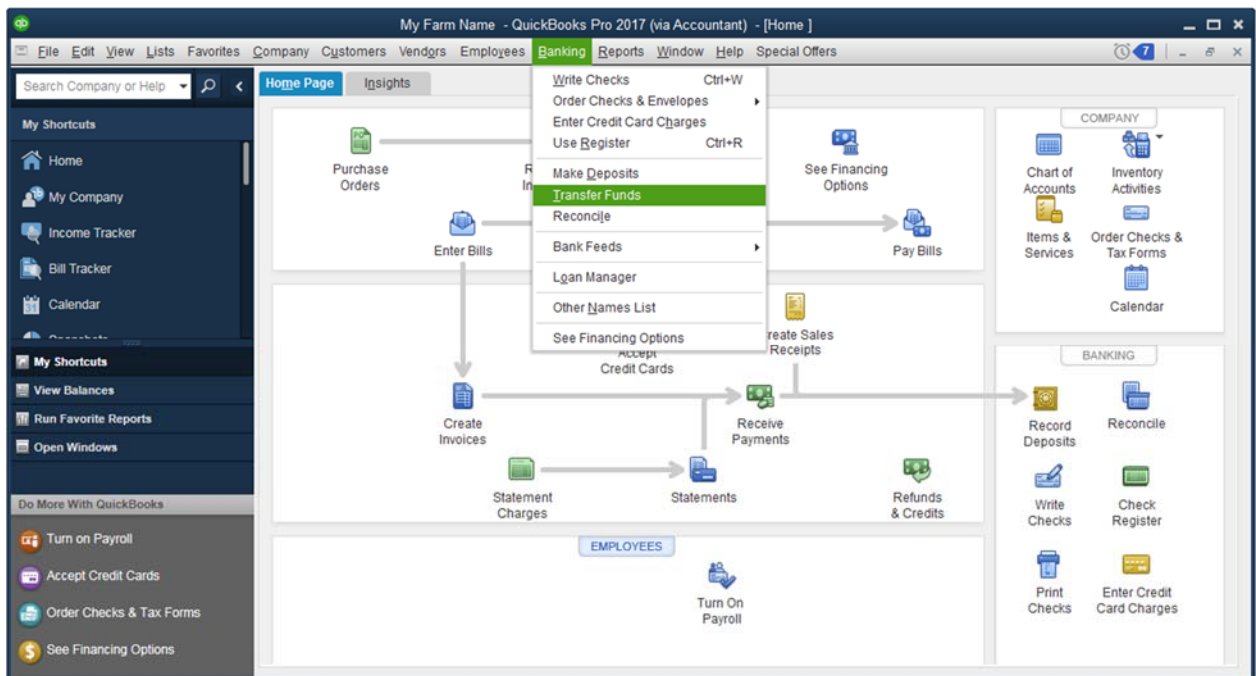 qb
My Farm Name - QuickBooks Pro 2017 (via Accountant) - [Home ]
File Edit View Lists Favorites Company Customers Vendors Employees Banking Reports Window Help Special Offers
7
Search Company or Help
Home Page
Insights
My Shortcuts
Home
My Company
Income Tracker
Bill Tracker
Calendar
My Shortcuts
View Balances
Run Favorite Reports
Open Windows
Do More With QuickBooks
Turn on Payroll
Accept Credit Cards
Order Checks & Tax Forms
See Financing Options
Write Checks Ctrl+W
Order Checks & Envelopes
Enter Credit Card Charges
Use Register Ctrl+R
Make Deposits
Transfer Funds
Reconcile
Bank Feeds
Loan Manager
Other Names List
See Financing Options
Purchase
Orders
R
In
See Financing
Options
Enter Bills
Pay Bills
Accept
Credit Cards
reate Sales
Receipts
Create
Invoices
Receive
Payments
Statement
Charges
Statements
Refunds
& Credits
EMPLOYEES
Turn On
Payroll
COMPANY
Chart of
Accounts
Inventory
Activities
Items &
Services
Order Checks &
Tax Forms
Calendar
BANKING
Record
Deposits
Reconcile
Write
Checks
Check
Register
Print
Checks
Enter Credit
Card Charges